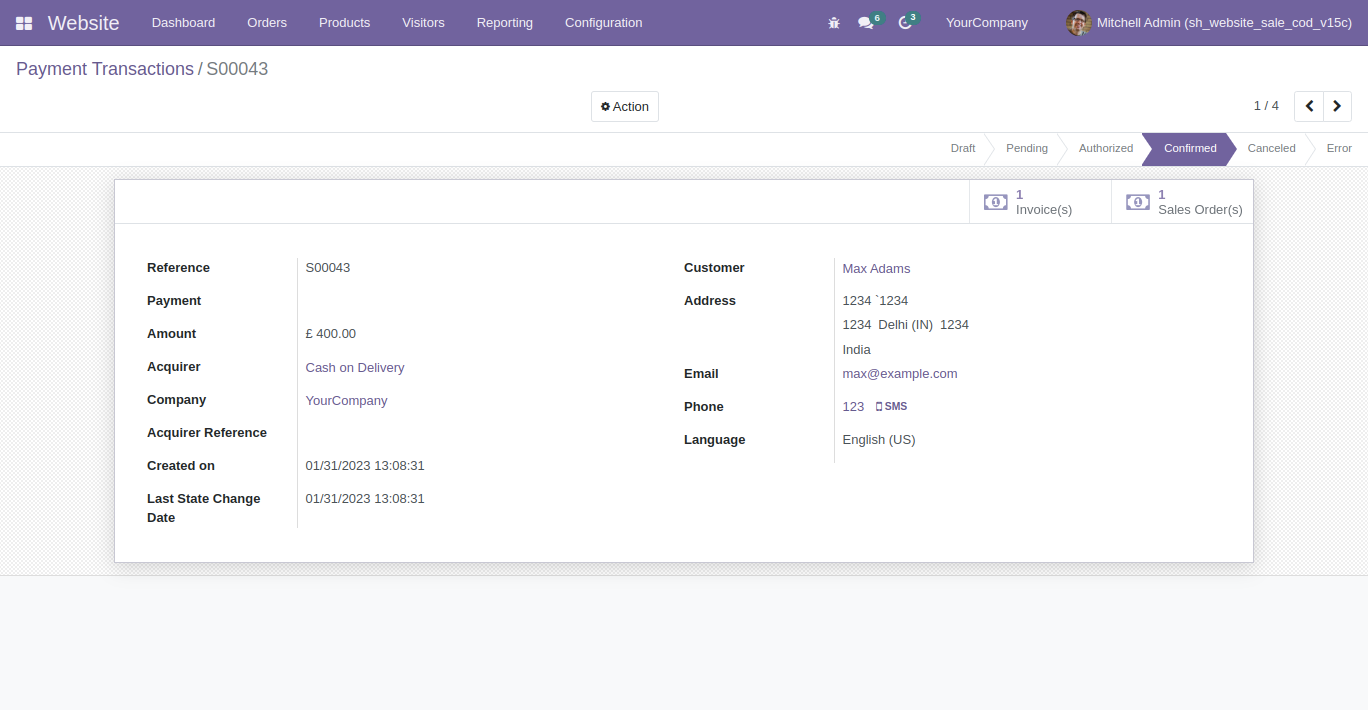 Website Dashboard Orders Products Visitors Reporting Configuration 6 3 YourCompany Mitchell Admin (sh_website_sale_cod_v15c)
Payment Transactions / S00043
Action 1 / 4
Draft Pending Authorized Confirmed Canceled Error
1 Invoice(s)
1 Sales Order(s)
Reference S00043
Payment
Amount £ 400.00
Acquirer Cash on Delivery
Company YourCompany
Acquirer Reference
Created on 01/31/2023 13:08:31
Last State Change 01/31/2023 13:08:31
Date
Customer Max Adams
Address 1234 `1234
1234 Delhi (IN) 1234
India
Email max@example.com
Phone 123 SMS
Language English (US)